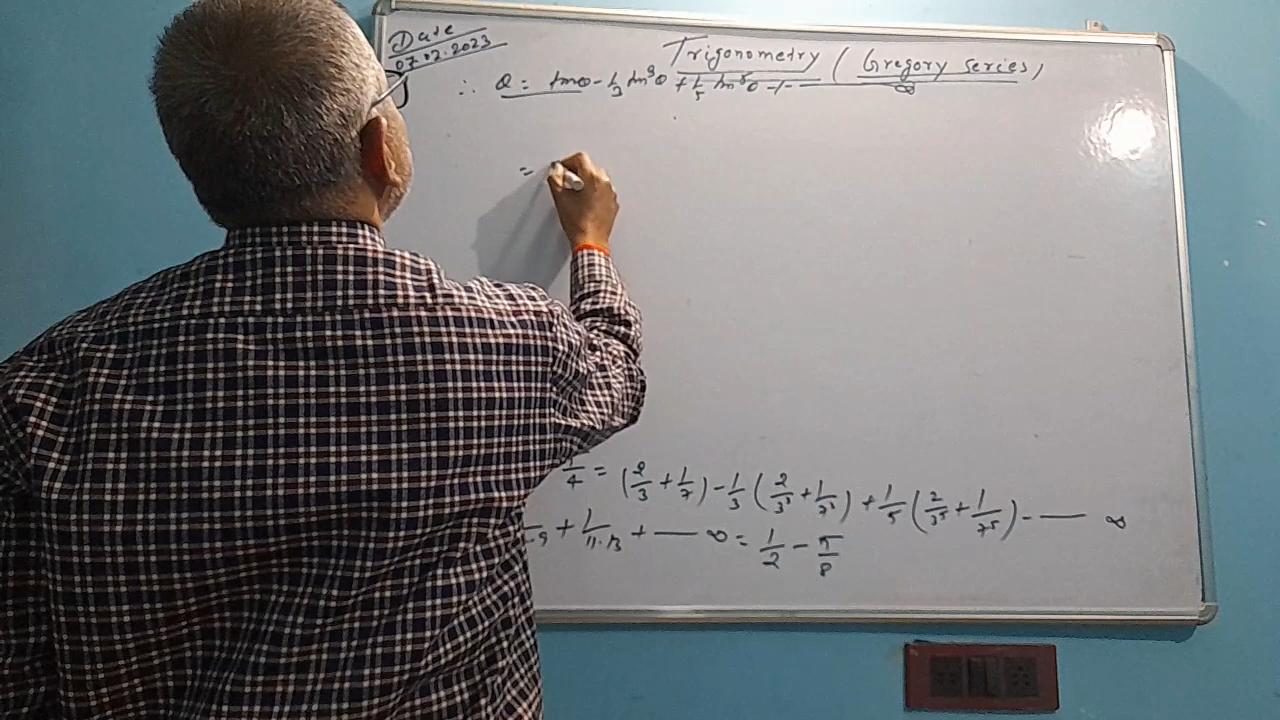 Date
07.02.2023
Trigonometry (Gregory series)
∴ θ = tanθ - 1/3 tan³θ + 1/5 tan⁵θ - ∞
=
π/4 = (2/3 + 1/7) - 1/3 (2/3³ + 1/7³) + 1/5 (2/3⁵ + 1/7⁵) - ∞
+ 1/11.13 + ∞ = 1/2 - π/8